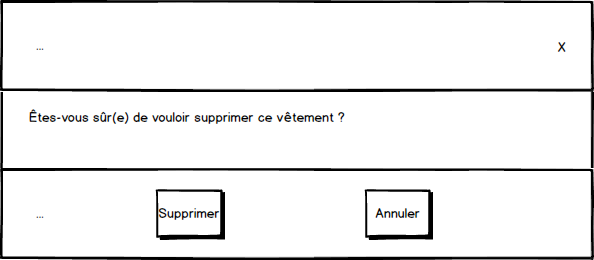 ...
X
Êtes-vous sûr(e) de vouloir supprimer ce vêtement ?
...
Supprimer
Annuler